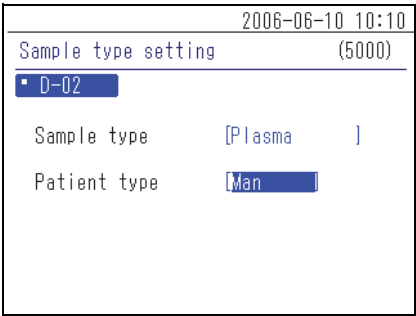 2006-06-10 10:10
Sample type setting (5000)
D-02
Sample type [Plasma ]
Patient type [Man ]